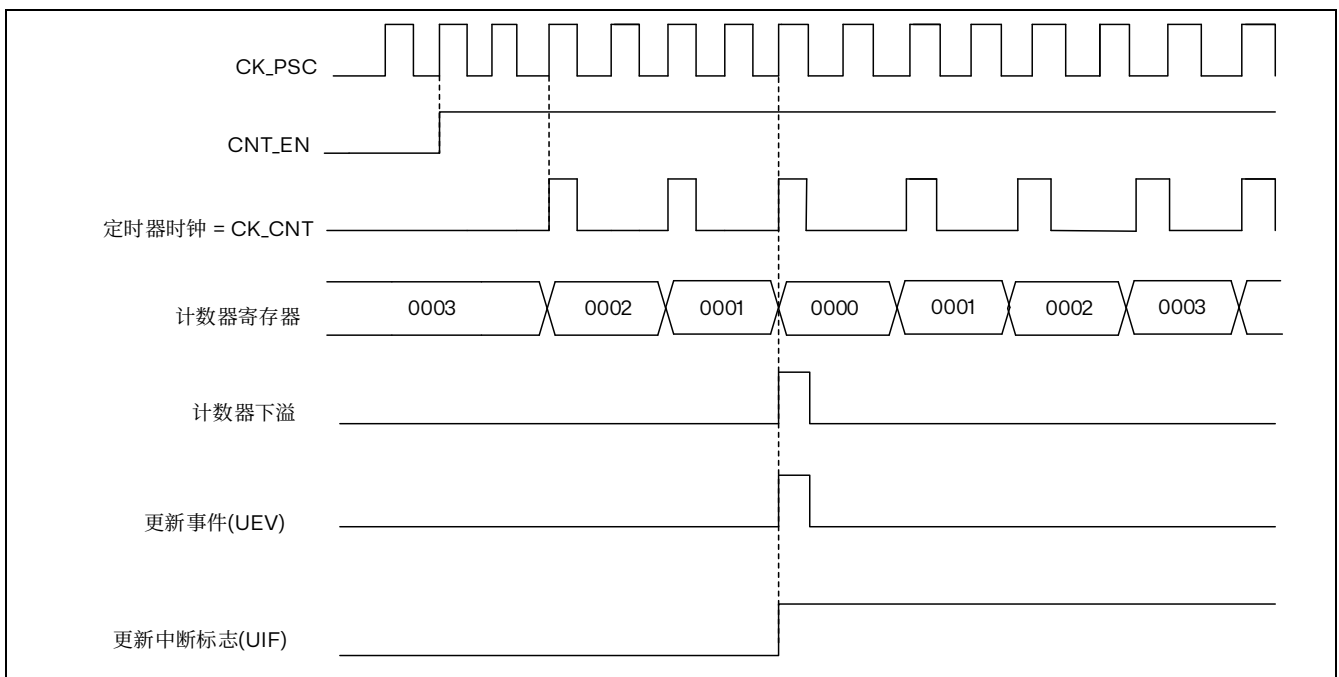 CK_PSC
CNT_EN
定时器时钟 = CK_CNT
计数器寄存器 0003 0002 0001 0000 0001 0002 0003
计数器下溢
更新事件(UEV)
更新中断标志(UIF)